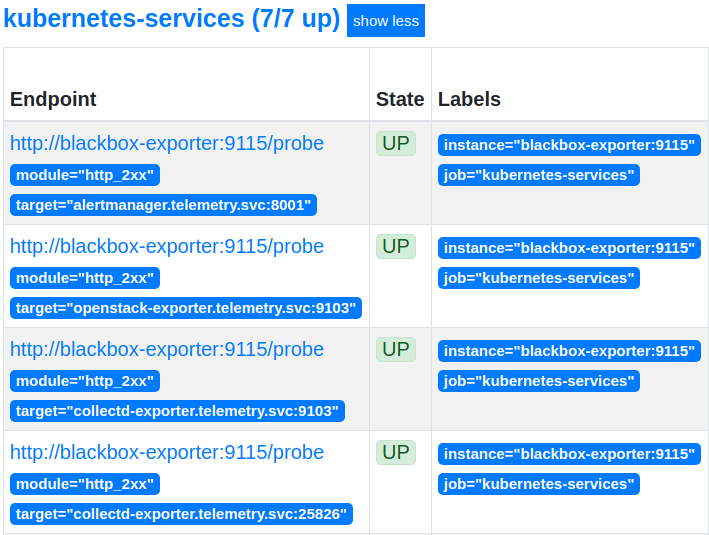 kubernetes-services (7/7 up) show less
Endpoint State Labels
http://blackbox-exporter:9115/probe UP instance="blackbox-exporter:9115"
module="http_2xx" job="kubernetes-services"
target="alertmanager.telemetry.svc:8001"
http://blackbox-exporter:9115/probe UP instance="blackbox-exporter:9115"
module="http_2xx" job="kubernetes-services"
target="openstack-exporter.telemetry.svc:9103"
http://blackbox-exporter:9115/probe UP instance="blackbox-exporter:9115"
module="http_2xx" job="kubernetes-services"
target="collectd-exporter.telemetry.svc:9103"
http://blackbox-exporter:9115/probe UP instance="blackbox-exporter:9115"
module="http_2xx" job="kubernetes-services"
target="collectd-exporter.telemetry.svc:25826"